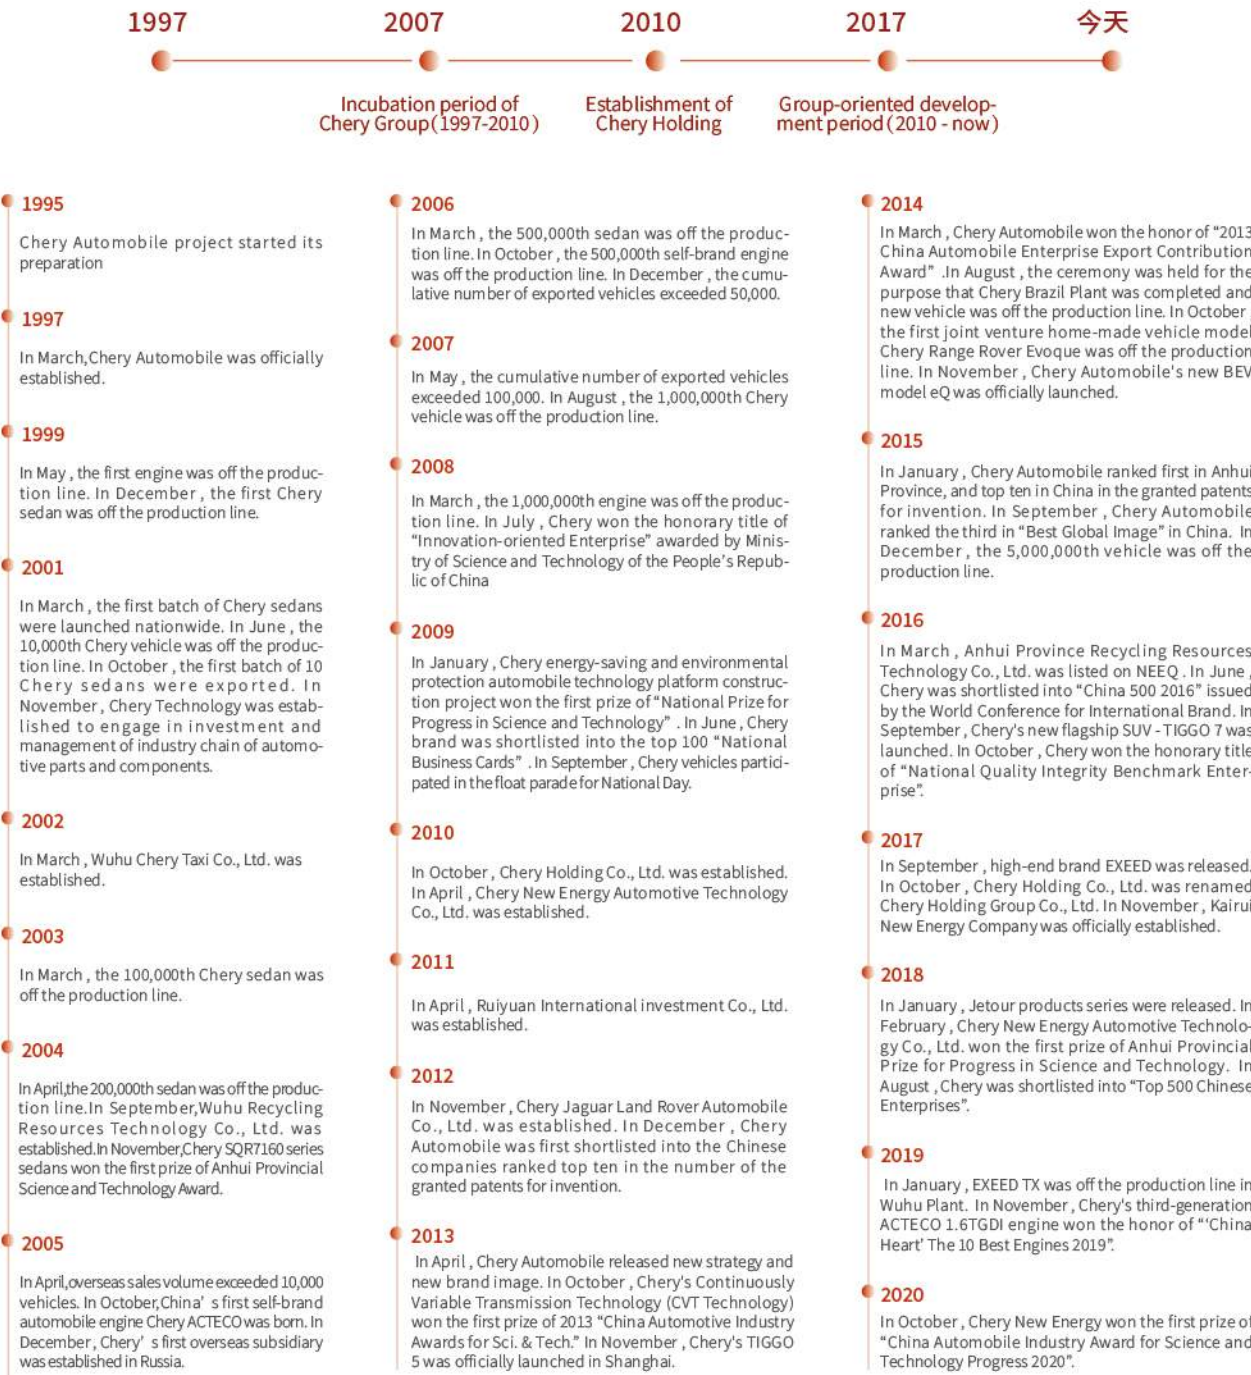 1997 2007 2010 2017 今天
Incubation period of
Chery Group(1997-2010)
Establishment of
Chery Holding
Group-oriented develop-
ment period(2010 - now)
1995
Chery Automobile project started its
preparation
1997
In March,Chery Automobile was officially
established.
1999
In May , the first engine was off the produc-
tion line. In December , the first Chery
sedan was off the production line.
2001
In March , the first batch of Chery sedans
were launched nationwide. In June , the
10,000th Chery vehicle was off the produc-
tion line. In October , the first batch of 10
Chery sedans were exported. In
November , Chery Technology was estab-
lished to engage in investment and
management of industry chain of automo-
tive parts and components.
2002
In March , Wuhu Chery Taxi Co., Ltd. was
established.
2003
In March , the 100,000th Chery sedan was
off the production line.
2004
In April,the 200,000th sedan was off the produc-
tion line.In September,Wuhu Recycling
Resources Technology Co., Ltd. was
established.In November,Chery SQR7160 series
sedans won the first prize of Anhui Provincial
Science and Technology Award.
2005
In April,overseas sales volume exceeded 10,000
vehicles. In October,China' s first self-brand
automobile engine Chery ACTECO was born. In
December , Chery' s first overseas subsidiary
was established in Russia.
2006
In March , the 500,000th sedan was off the produc-
tion line. In October , the 500,000th self-brand engine
was off the production line. In December , the cumu-
lative number of exported vehicles exceeded 50,000.
2007
In May , the cumulative number of exported vehicles
exceeded 100,000. In August , the 1,000,000th Chery
vehicle was off the production line.
2008
In March , the 1,000,000th engine was off the produc-
tion line. In July , Chery won the honorary title of
“Innovation-oriented Enterprise” awarded by Minis-
try of Science and Technology of the People's Repub-
lic of China
2009
In January , Chery energy-saving and environmental
protection automobile technology platform construc-
tion project won the first prize of “National Prize for
Progress in Science and Technology” . In June , Chery
brand was shortlisted into the top 100 “National
Business Cards” . In September , Chery vehicles partici-
pated in the float parade for National Day.
2010
In October , Chery Holding Co., Ltd. was established.
In April , Chery New Energy Automotive Technology
Co., Ltd. was established.
2011
In April , Ruiyuan International investment Co., Ltd.
was established.
2012
In November , Chery Jaguar Land Rover Automobile
Co., Ltd. was established. In December , Chery
Automobile was first shortlisted into the Chinese
companies ranked top ten in the number of the
granted patents for invention.
2013
In April , Chery Automobile released new strategy and
new brand image. In October , Chery's Continuously
Variable Transmission Technology (CVT Technology)
won the first prize of 2013 “China Automotive Industry
Awards for Sci. & Tech.” In November , Chery's TIGGO
5 was officially launched in Shanghai.
2014
In March , Chery Automobile won the honor of “2013
China Automobile Enterprise Export Contribution
Award” .In August , the ceremony was held for the
purpose that Chery Brazil Plant was completed and
new vehicle was off the production line. In October ,
the first joint venture home-made vehicle model
Chery Range Rover Evoque was off the production
line. In November , Chery Automobile's new BEV
model eQ was officially launched.
2015
In January , Chery Automobile ranked first in Anhui
Province, and top ten in China in the granted patents
for invention. In September , Chery Automobile
ranked the third in “Best Global Image” in China. In
December , the 5,000,000th vehicle was off the
production line.
2016
In March , Anhui Province Recycling Resources
Technology Co., Ltd. was listed on NEEQ . In June ,
Chery was shortlisted into “China 500 2016” issued
by the World Conference for International Brand. In
September , Chery's new flagship SUV - TIGGO 7 was
launched. In October , Chery won the honorary title
of “National Quality Integrity Benchmark Enter-
prise”.
2017
In September , high-end brand EXEED was released.
In October , Chery Holding Co., Ltd. was renamed
Chery Holding Group Co., Ltd. In November , Kairui
New Energy Company was officially established.
2018
In January , Jetour products series were released. In
February , Chery New Energy Automotive Technolo-
gy Co., Ltd. won the first prize of Anhui Provincial
Prize for Progress in Science and Technology. In
August , Chery was shortlisted into “Top 500 Chinese
Enterprises”.
2019
In January , EXEED TX was off the production line in
Wuhu Plant. In November , Chery's third-generation
ACTECO 1.6TGDI engine won the honor of “‘China
Heart’ The 10 Best Engines 2019”.
2020
In October , Chery New Energy won the first prize of
“China Automobile Industry Award for Science and
Technology Progress 2020”.